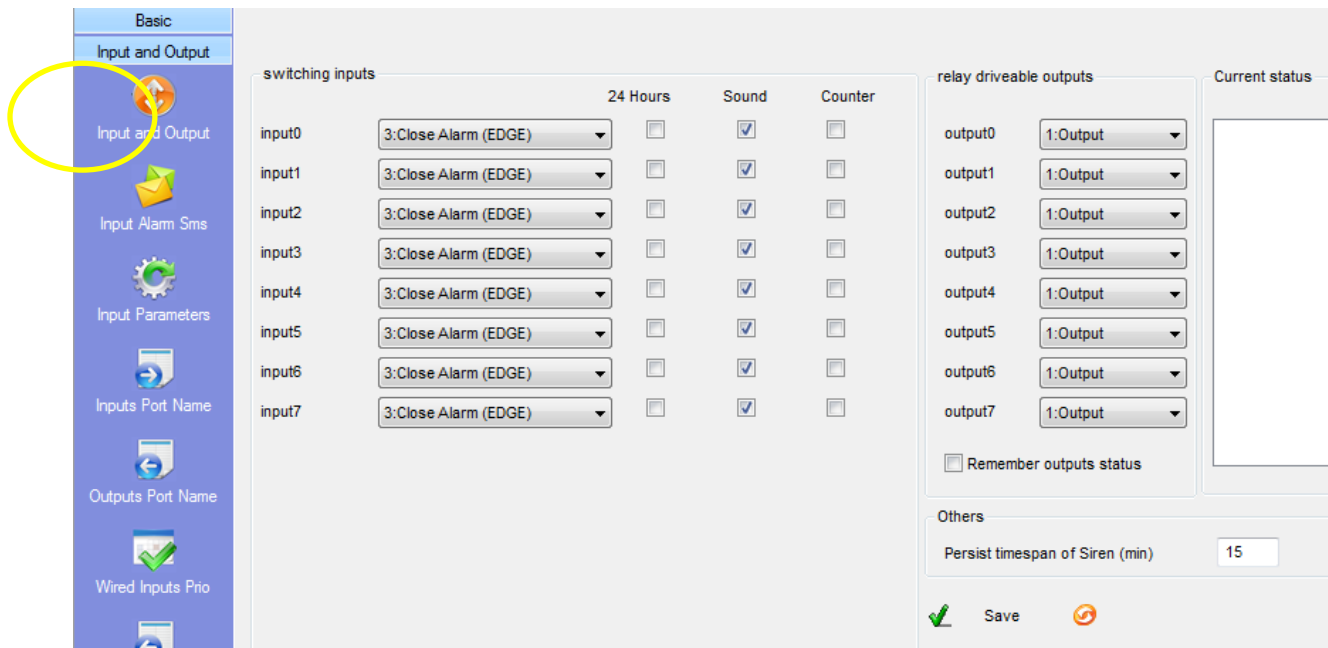 Basic
Input and Output
Input and Output
Input Alarm Sms
Input Parameters
Inputs Port Name
Outputs Port Name
Wired Inputs Prio
switching inputs
24 Hours Sound Counter
input0 3:Close Alarm (EDGE)
input1 3:Close Alarm (EDGE)
input2 3:Close Alarm (EDGE)
input3 3:Close Alarm (EDGE)
input4 3:Close Alarm (EDGE)
input5 3:Close Alarm (EDGE)
input6 3:Close Alarm (EDGE)
input7 3:Close Alarm (EDGE)
relay driveable outputs
output0 1:Output
output1 1:Output
output2 1:Output
output3 1:Output
output4 1:Output
output5 1:Output
output6 1:Output
output7 1:Output
Remember outputs status
Others
Persist timespan of Siren (min) 15
Save
Current status